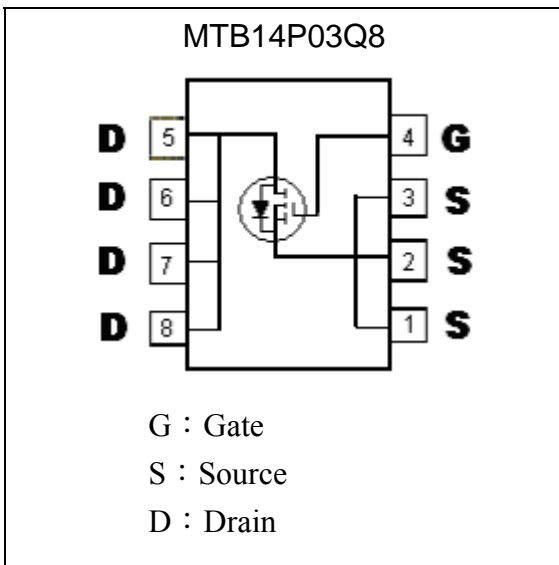 MTB14P03Q8
D 5 4 G
D 6 3 S
D 7 2 S
D 8 1 S
G：Gate
S：Source
D：Drain